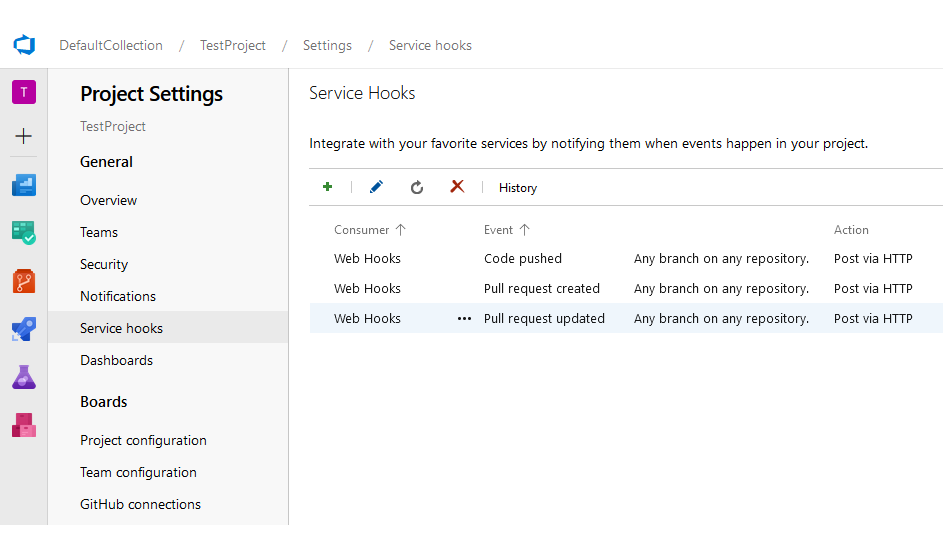 DefaultCollection / TestProject / Settings / Service hooks
T
Project Settings
TestProject
General
Overview
Teams
Security
Notifications
Service hooks
Dashboards
Boards
Project configuration
Team configuration
GitHub connections
Service Hooks
Integrate with your favorite services by notifying them when events happen in your project.
History
Consumer ↑ Event ↑ Action
Web Hooks Code pushed Any branch on any repository. Post via HTTP
Web Hooks Pull request created Any branch on any repository. Post via HTTP
Web Hooks ••• Pull request updated Any branch on any repository. Post via HTTP